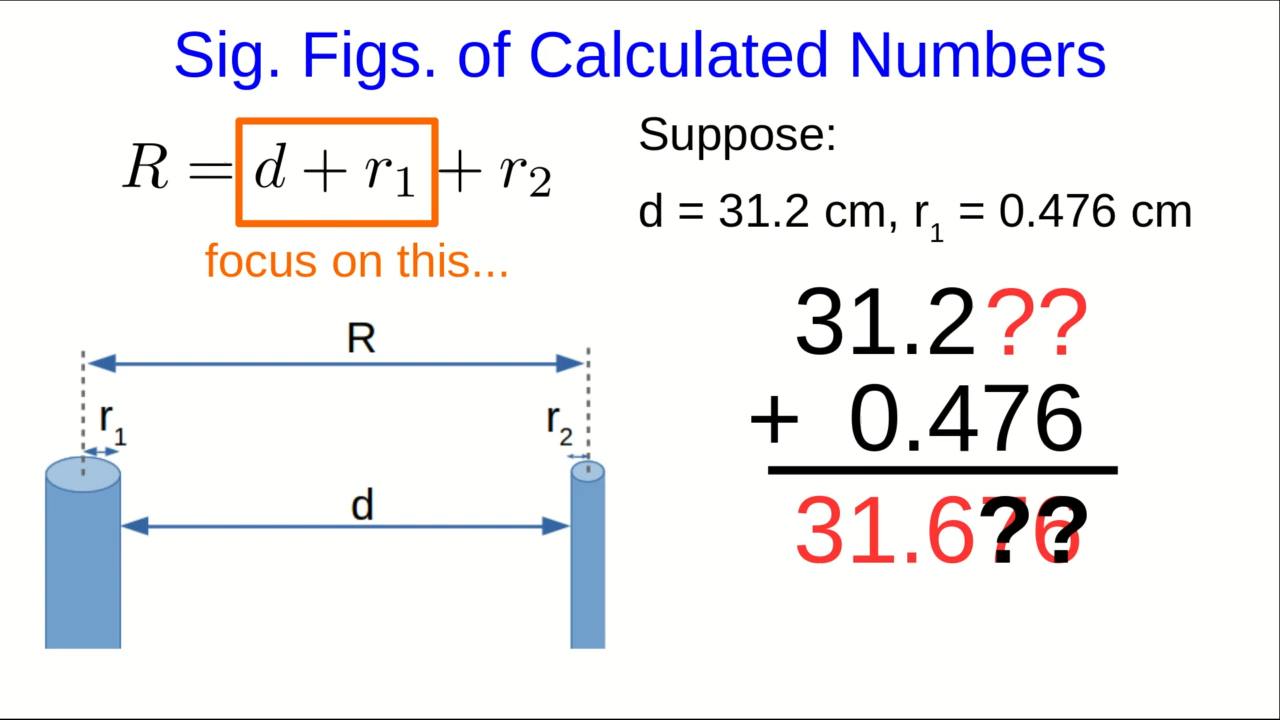 Sig. Figs. of Calculated Numbers
R = d + r₁ + r₂
focus on this...
Suppose:
d = 31.2 cm, r₁ = 0.476 cm
31.2??
+ 0.476
31.676
??
R
r₁
r₂
d